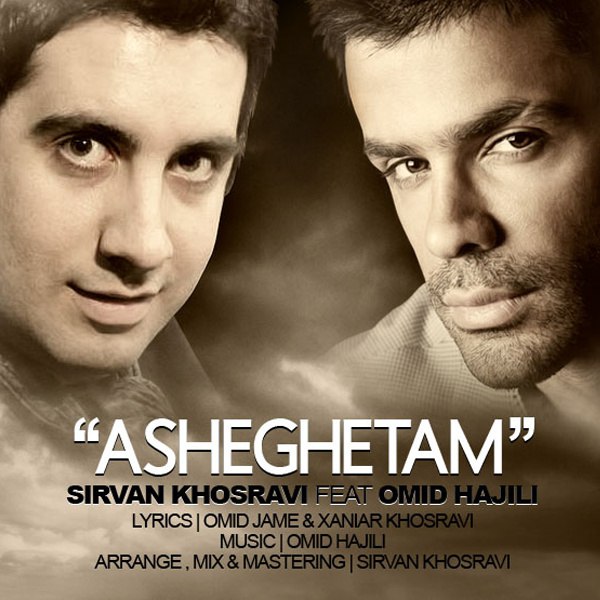 “ASHEGHETAM”
SIRVAN KHOSRAVI FEAT OMID HAJILI
LYRICS | OMID JAME & XANIAR KHOSRAVI
MUSIC | OMID HAJILI
ARRANGE , MIX & MASTERING | SIRVAN KHOSRAVI